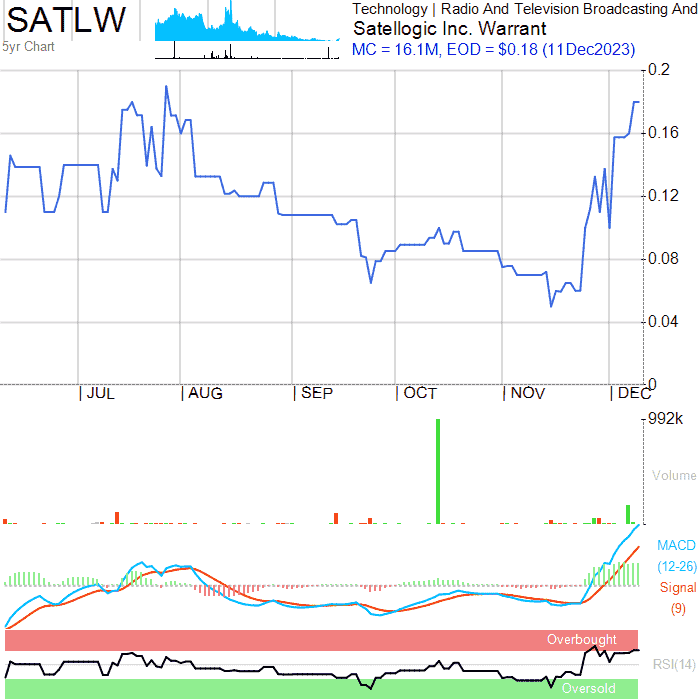 SATLW
5yr Chart
Technology | Radio And Television Broadcasting And
Satellogic Inc. Warrant
MC = 16.1M, EOD = $0.18 (11Dec2023)
0.2
0.16
0.12
0.08
0.04
0
| JUL | AUG | SEP | OCT | NOV | DEC
992k
Volume
MACD
(12-26)
Signal
(9)
Overbought
RSI(14)
Oversold